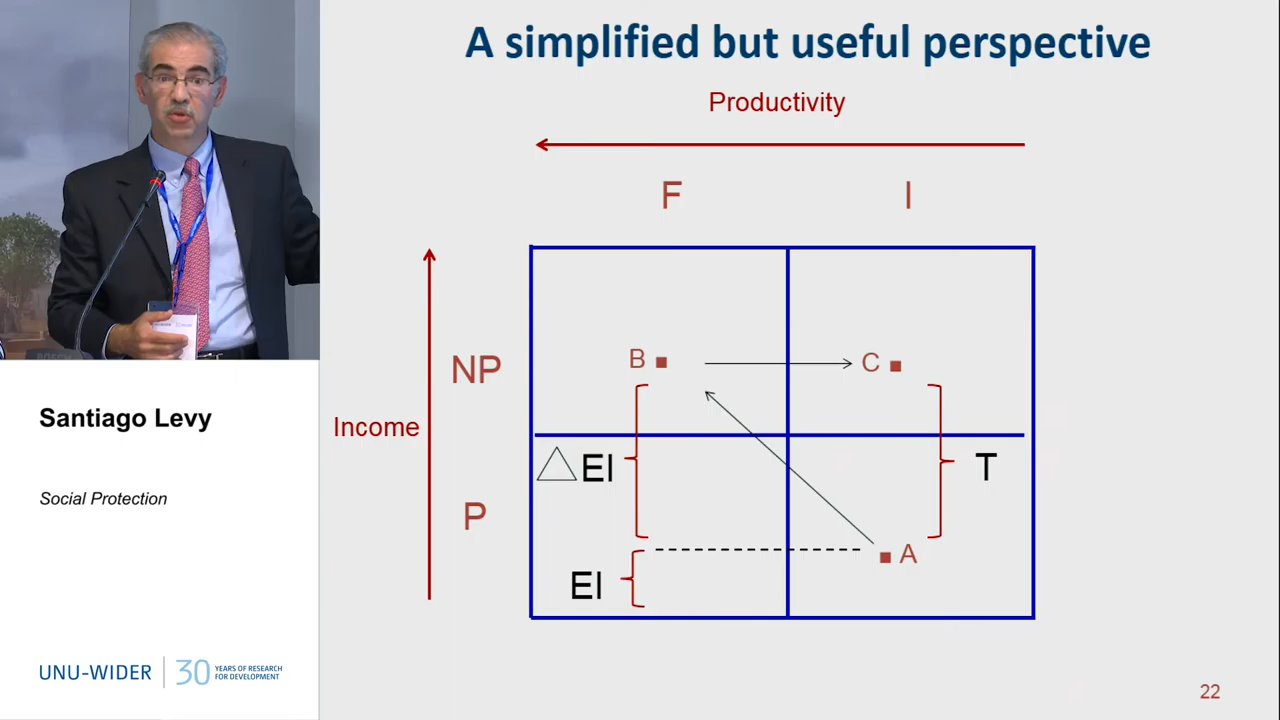 A simplified but useful perspective
Productivity
F
I
NP
B
C
Income
△EI
T
P
A
EI
Santiago Levy
Social Protection
UNU-WIDER
30
YEARS OF RESEARCH
FOR DEVELOPMENT
22